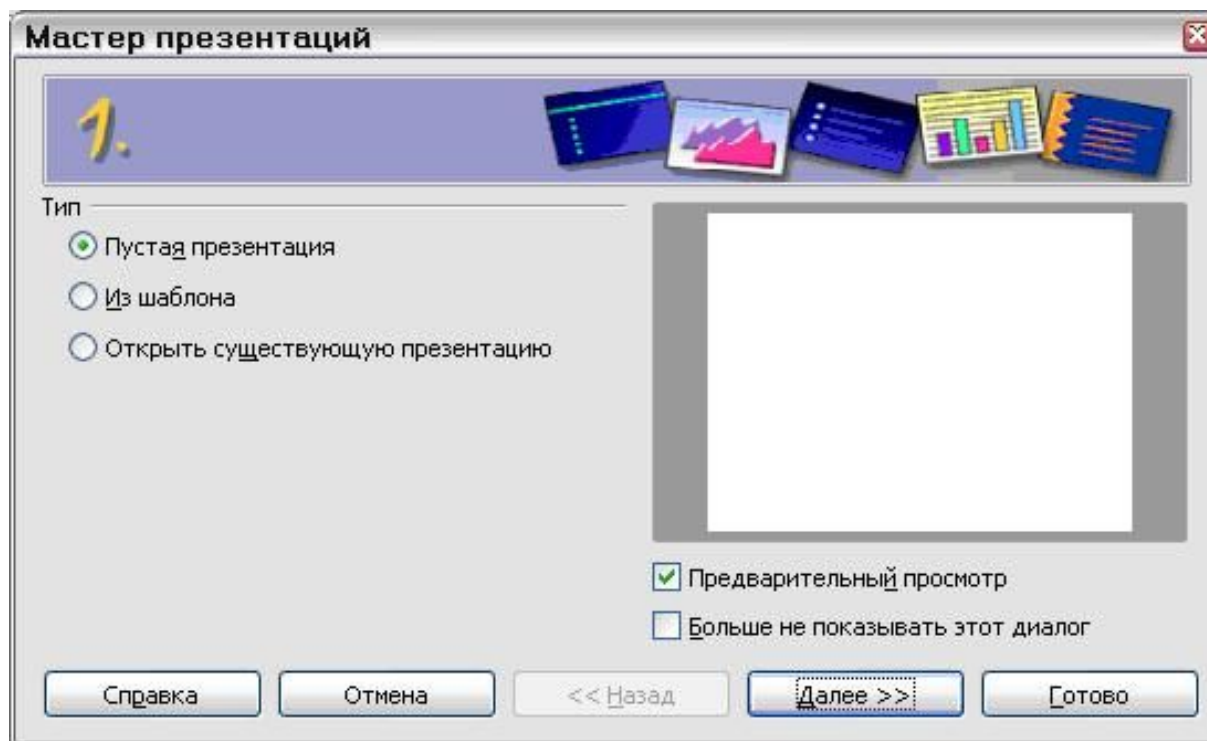 Мастер презентаций
1.
Тип
Пустая презентация
Из шаблона
Открыть существующую презентацию
Предварительный просмотр
Больше не показывать этот диалог
Справка Отмена << Назад Далее >> Готово